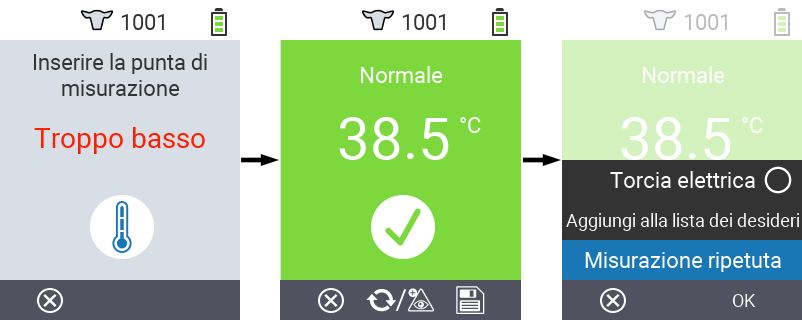 1001
Inserire la punta di
misurazione
Troppo basso
1001
Normale
38.5 °C
1001
Normale
38.5 °C
Torcia elettrica
Aggiungi alla lista dei desideri
Misurazione ripetuta
OK